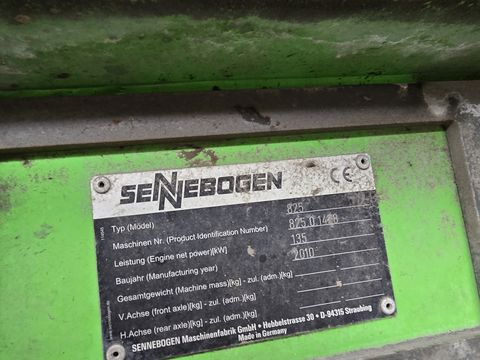 SENNEBOGEN CE
Typ (Model) 825
Maschinen Nr. (Product Identification Number) 825.0.1428
Leistung (Engine net power)[kW] 135
Baujahr (Manufacturing year) 2010
Gesamtgewicht (Machine mass)[kg] - zul. (adm.)[kg]
V.Achse (front axle)[kg] - zul. (adm.)[kg]
H.Achse (rear axle)[kg] - zul. (adm.)[kg]
SENNEBOGEN Maschinenfabrik GmbH • Hebbelstrasse 30 • D-94315 Straubing
Made in Germany